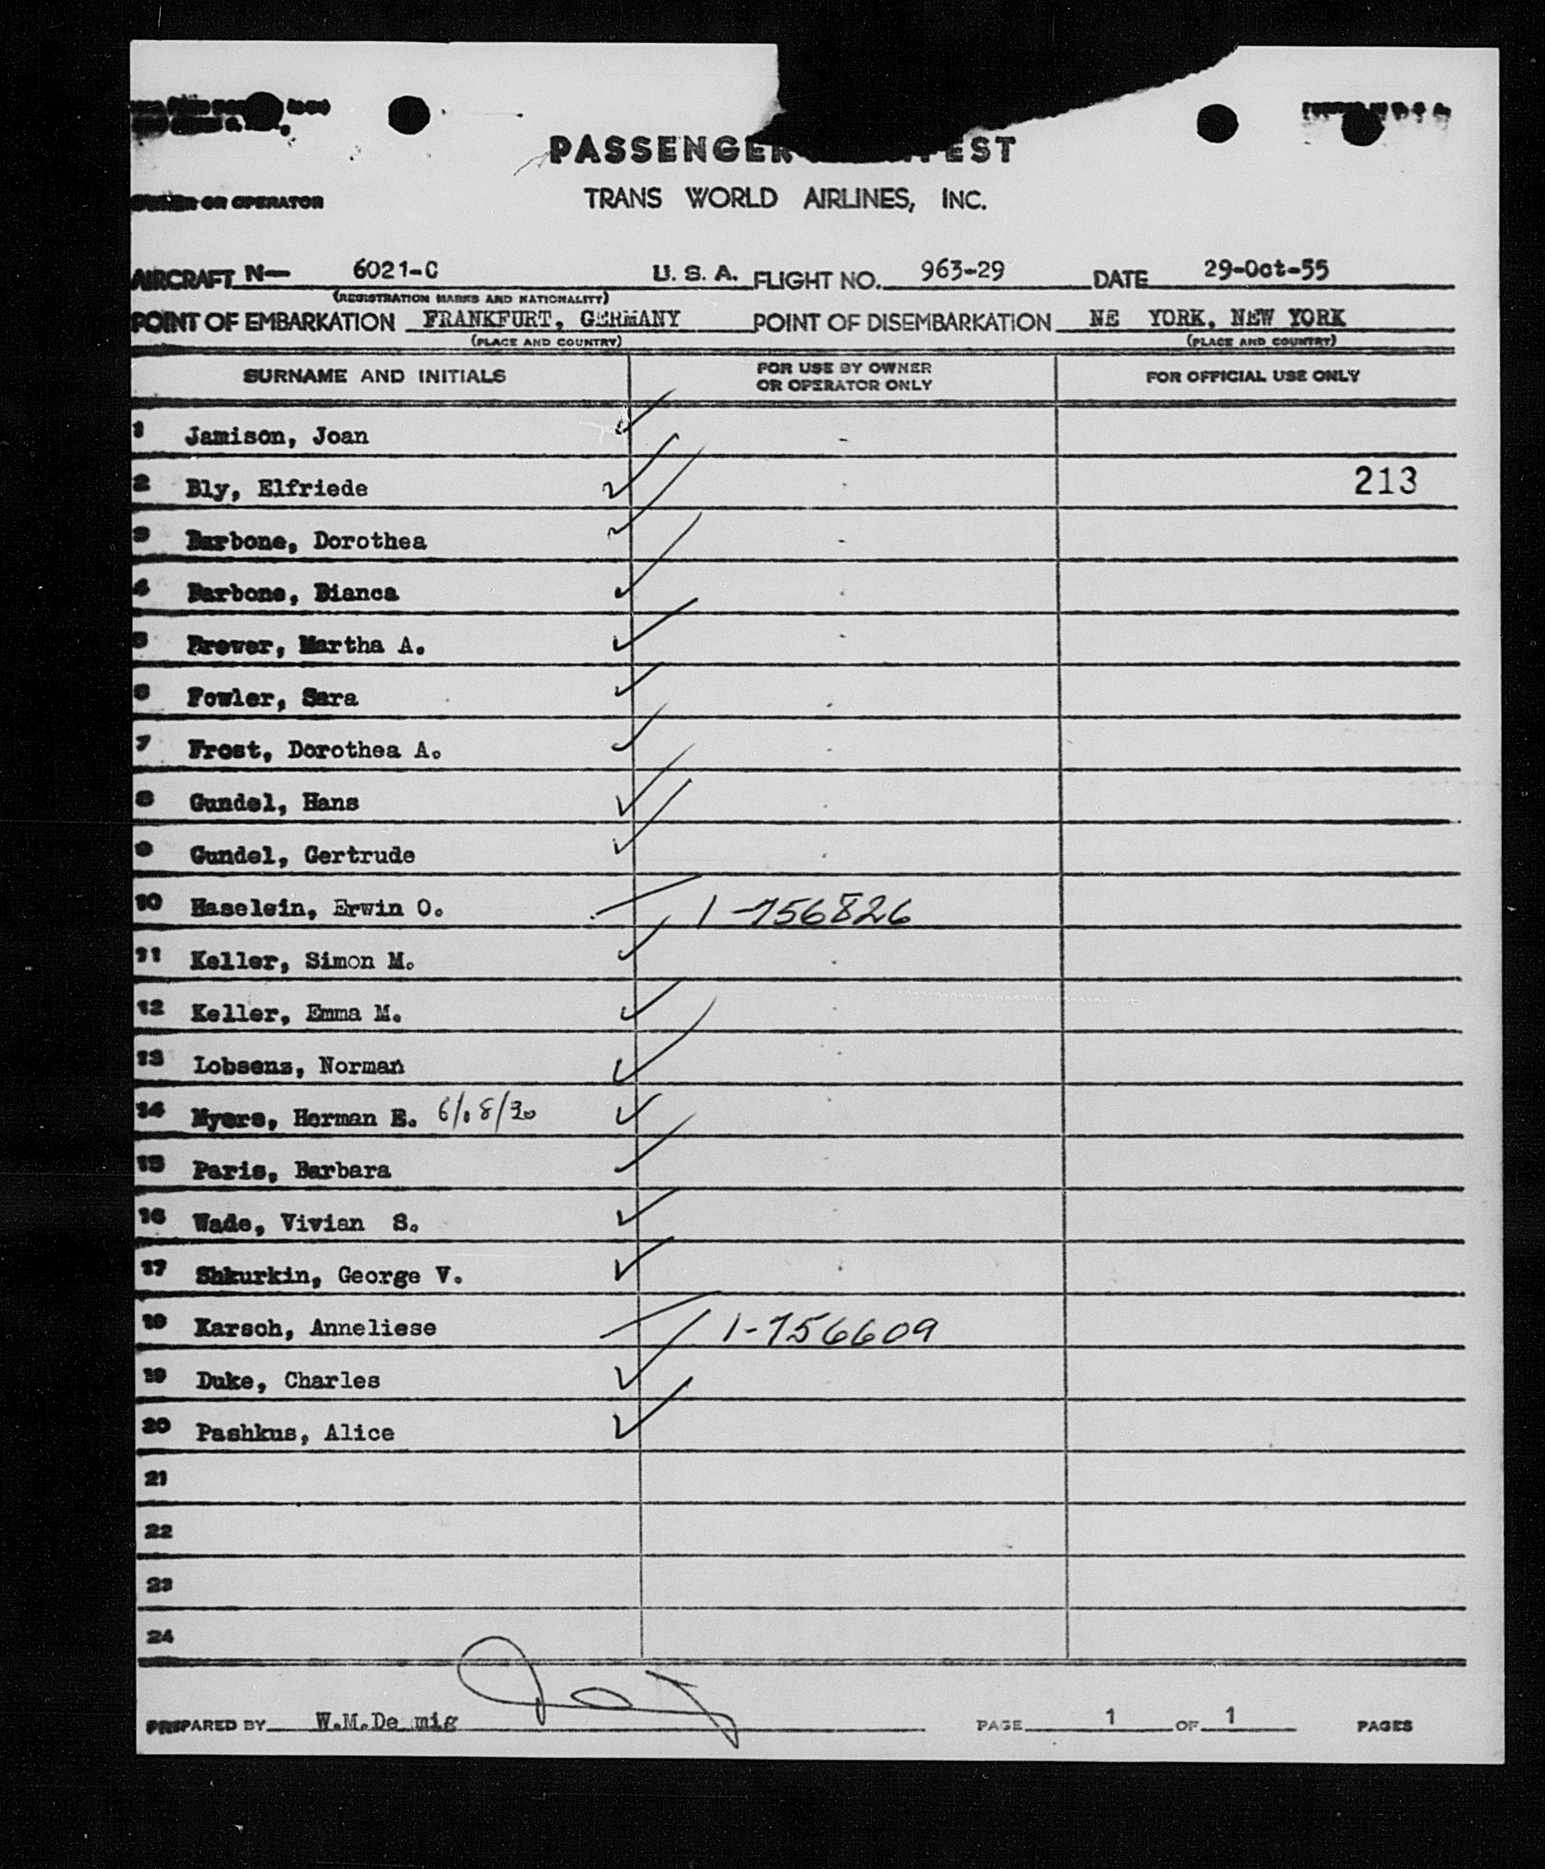 PASSENGER
TRANS WORLD AIRLINES, INC.
OWNER OR OPERATOR
AIRCRAFT N— 6021-C U. S. A. FLIGHT NO. 963-29 DATE 29-Oct-55
(REGISTRATION MARKS AND NATIONALITY)
POINT OF EMBARKATION FRANKFURT, GERMANY POINT OF DISEMBARKATION NE YORK, NEW YORK
(PLACE AND COUNTRY) (PLACE AND COUNTRY)
SURNAME AND INITIALS FOR USE BY OWNER OR OPERATOR ONLY FOR OFFICIAL USE ONLY
1 Jamison, Joan
2 Bly, Elfriede 213
3 Barbone, Dorothea
4 Barbone, Bianca
5 Brewer, Martha A.
6 Fowler, Sara
7 Frost, Dorothea A.
8 Gundel, Hans
9 Gundel, Gertrude
10 Haselein, Erwin O. 1-756826
11 Keller, Simon M.
12 Keller, Emma M.
13 Lobsenz, Norman
14 Myers, Herman E.
15 Paris, Barbara
16 Wade, Vivian S.
17 Shkurkin, George V.
18 Karsch, Anneliese 1-756609
19 Duke, Charles
20 Pashkus, Alice
21
22
23
24
PREPARED BY W.M.De mig PAGE 1 OF 1 PAGES